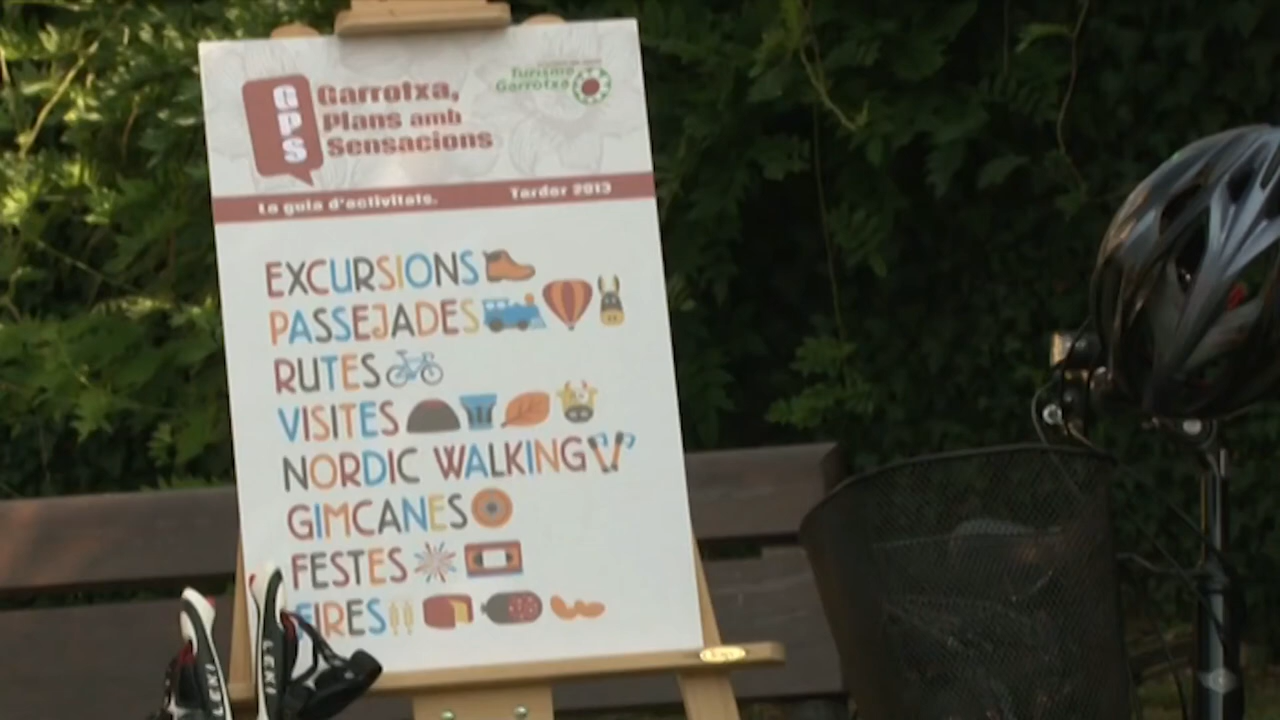 GPS
Garrotxa,
Plans amb
Sensacions
Turisme
Garrotxa
La guia d'activitats.
Tardor 2013
EXCURSIONS
PASSEJADES
RUTES
VISITES
NORDIC WALKING
GIMCANES
FESTES
FIRES
LEKI
LEKI